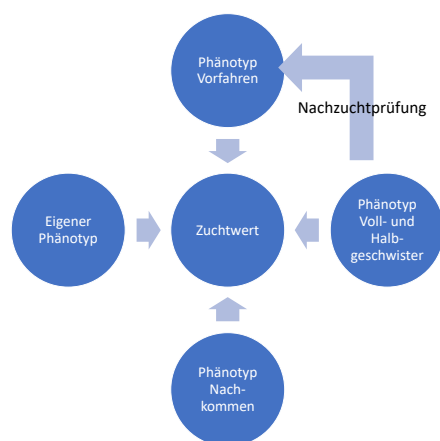 Phänotyp
Vorfahren
Nachzuchtprüfung
Eigener
Phänotyp
Zuchtwert
Phänotyp
Voll- und
Halb-
geschwister
Phänotyp
Nach-
kommen